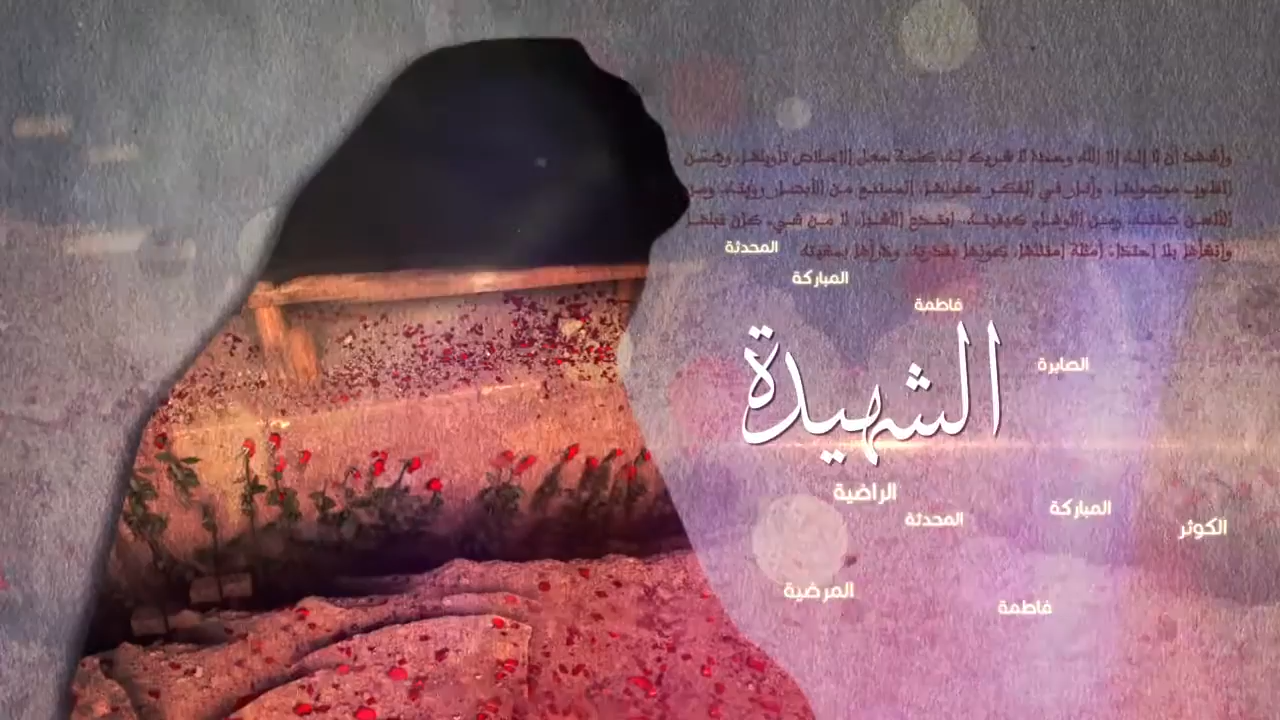 وأشهد أن لا إله إلا الله وحده لا شريك له، كلمة جعل الإخلاص تأويلها، وضمّن
القلوب موصولها، وأنار في الفكر معقولها. الممتنع من الأبصار رؤيته، ومن
الألسن صفته، ومن الأوهام كيفيته. ابتدع الأشياء لا من شيء كان قبلها
وأنشأها بلا احتذاء أمثلة امتثلها، كونها بقدرته، وذرأها بمشيته
المحدثة
المباركة
فاطمة
الشهيدة
الصابرة
الراضية
المباركة
المحدثة
الكوثر
المرضية
فاطمة